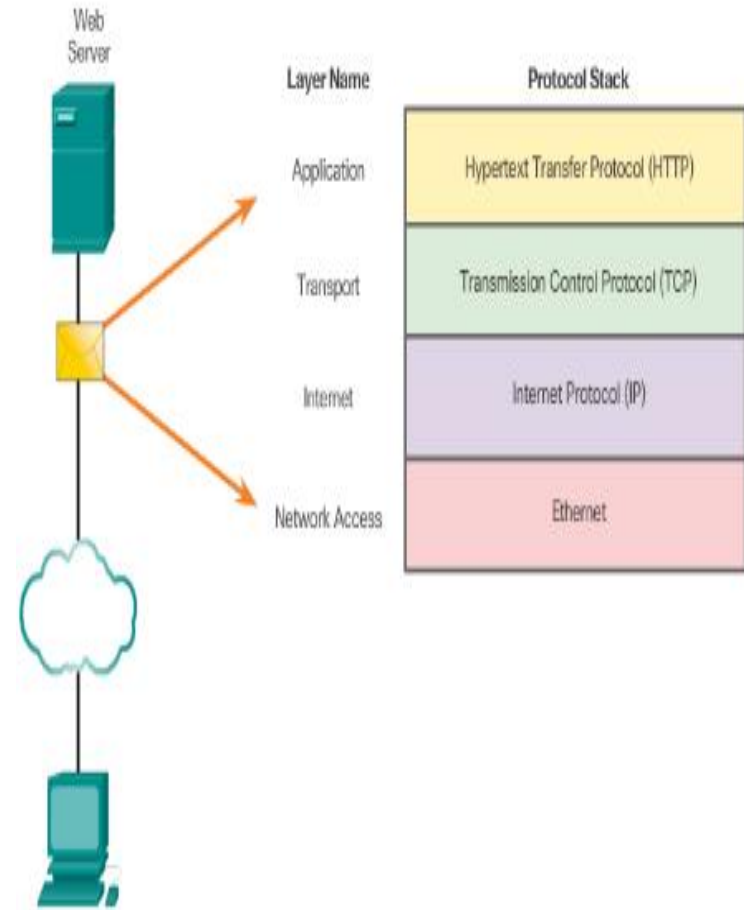 Web
Server
Layer Name Protocol Stack
Application Hypertext Transfer Protocol (HTTP)
Transport Transmission Control Protocol (TCP)
Internet Internet Protocol (IP)
Network Access Ethernet